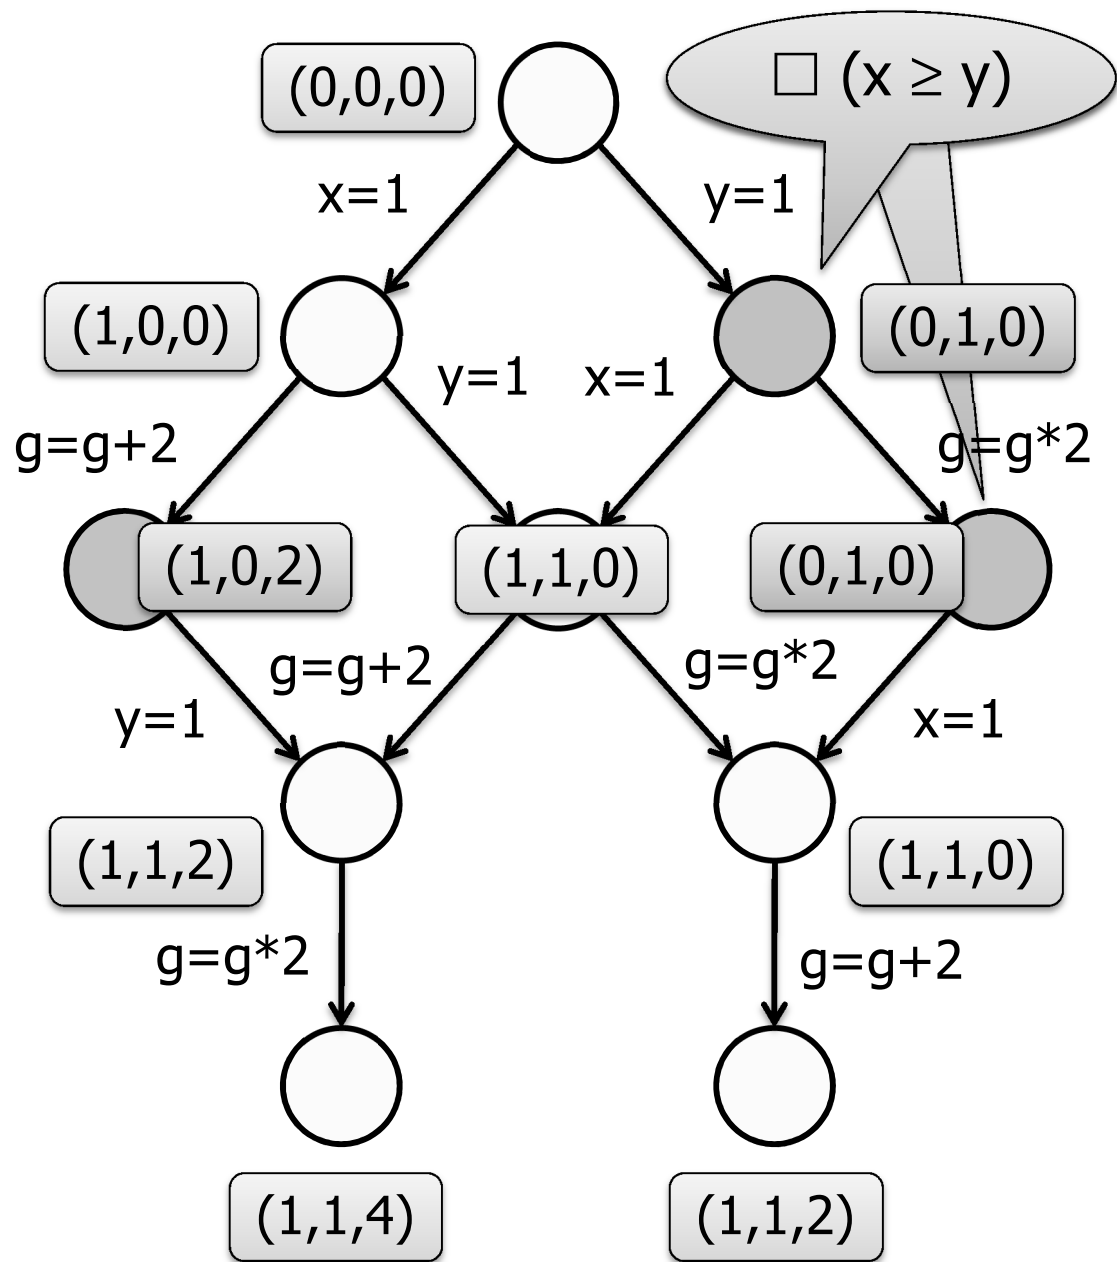 (0,0,0)
□ (x ≥ y)
x=1
y=1
(1,0,0)
(0,1,0)
y=1
x=1
g=g+2
g=g*2
(1,0,2)
(1,1,0)
(0,1,0)
g=g+2
g=g*2
y=1
x=1
(1,1,2)
(1,1,0)
g=g*2
g=g+2
(1,1,4)
(1,1,2)